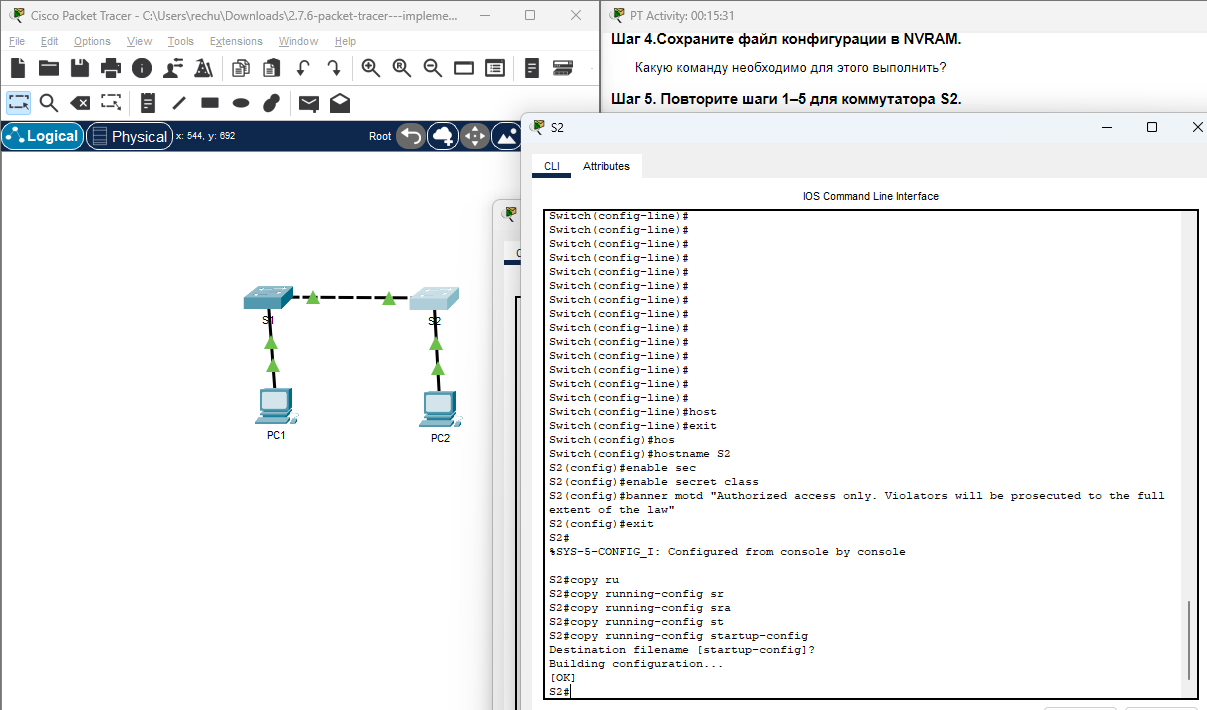 Cisco Packet Tracer - C:\Users\rechu\Downloads\2.7.6-packet-tracer---impleme...
File Edit Options View Tools Extensions Window Help
Logical Physical x: 544, y: 692 Root
S1
S2
PC1
PC2
PT Activity: 00:15:31
Шаг 4.Сохраните файл конфигурации в NVRAM.
Какую команду необходимо для этого выполнить?
Шаг 5. Повторите шаги 1–5 для коммутатора S2.
S2
CLI Attributes
IOS Command Line Interface
Switch(config-line)#
Switch(config-line)#
Switch(config-line)#
Switch(config-line)#
Switch(config-line)#
Switch(config-line)#
Switch(config-line)#
Switch(config-line)#
Switch(config-line)#
Switch(config-line)#
Switch(config-line)#
Switch(config-line)#
Switch(config-line)#
Switch(config-line)#
Switch(config-line)#host
Switch(config-line)#exit
Switch(config)#hos
Switch(config)#hostname S2
S2(config)#enable sec
S2(config)#enable secret class
S2(config)#banner motd "Authorized access only. Violators will be prosecuted to the full
extent of the law"
S2(config)#exit
S2#
%SYS-5-CONFIG_I: Configured from console by console
S2#copy ru
S2#copy running-config sr
S2#copy running-config sra
S2#copy running-config st
S2#copy running-config startup-config
Destination filename [startup-config]?
Building configuration...
[OK]
S2#